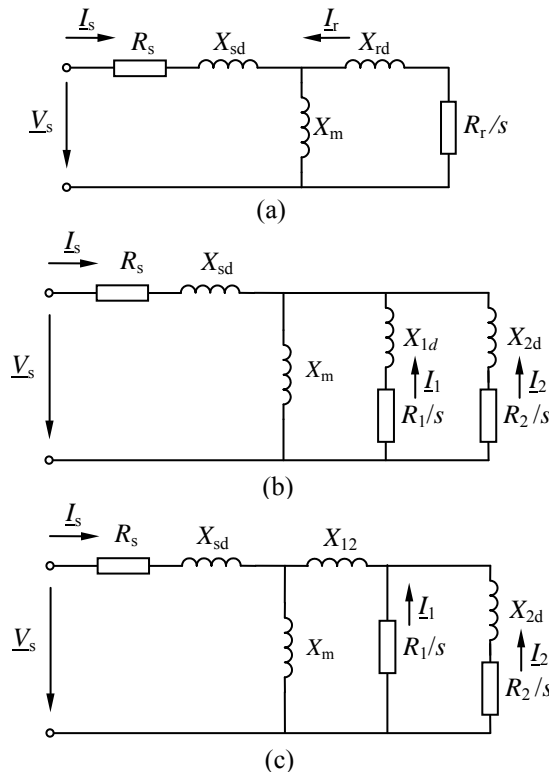 I_s
R_s
X_sd
I_r
X_rd
V_s
X_m
R_r/s
(a)
I_s
R_s
X_sd
V_s
X_m
X_1d
I_1
R_1/s
X_2d
I_2
R_2/s
(b)
I_s
R_s
X_sd
X_12
V_s
X_m
I_1
R_1/s
X_2d
I_2
R_2/s
(c)